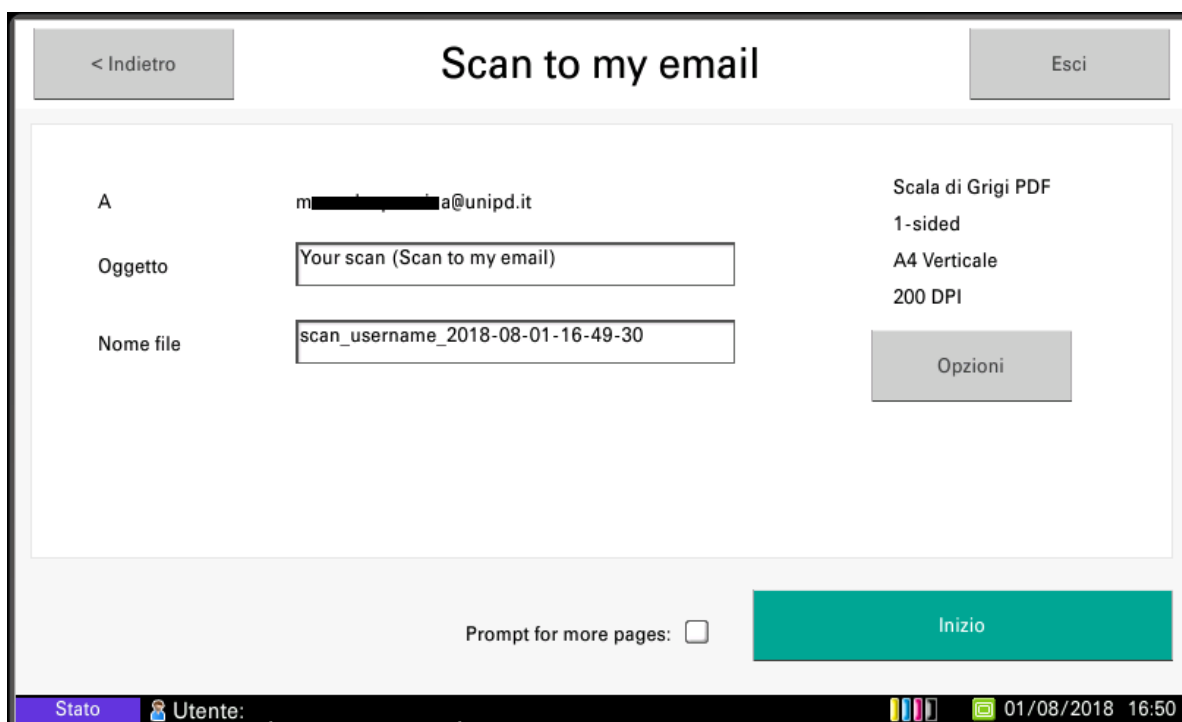 < Indietro
Scan to my email
Esci
A
m a@unipd.it
Oggetto
Your scan (Scan to my email)
Nome file
scan_username_2018-08-01-16-49-30
Scala di Grigi PDF
1-sided
A4 Verticale
200 DPI
Opzioni
Prompt for more pages:
Inizio
Stato
Utente:
01/08/2018 16:50